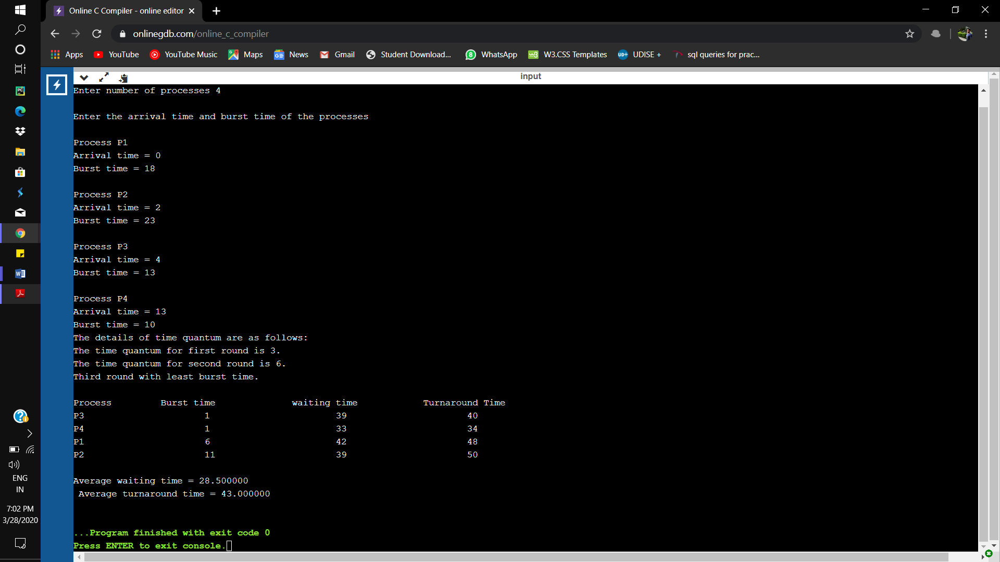 Online C Compiler - online editor
onlinegdb.com/online_c_compiler
Apps YouTube YouTube Music Maps News Gmail Student Download... WhatsApp W3.CSS Templates UDISE + sql queries for prac...
input
Enter number of processes 4
Enter the arrival time and burst time of the processes
Process P1
Arrival time = 0
Burst time = 18
Process P2
Arrival time = 2
Burst time = 23
Process P3
Arrival time = 4
Burst time = 13
Process P4
Arrival time = 13
Burst time = 10
The details of time quantum are as follows:
The time quantum for first round is 3.
The time quantum for second round is 6.
Third round with least burst time.
Process Burst time waiting time Turnaround Time
P3 1 39 40
P4 1 33 34
P1 6 42 48
P2 11 39 50
Average waiting time = 28.500000
Average turnaround time = 43.000000
...Program finished with exit code 0
Press ENTER to exit console.
ENG
IN
7:02 PM
3/28/2020